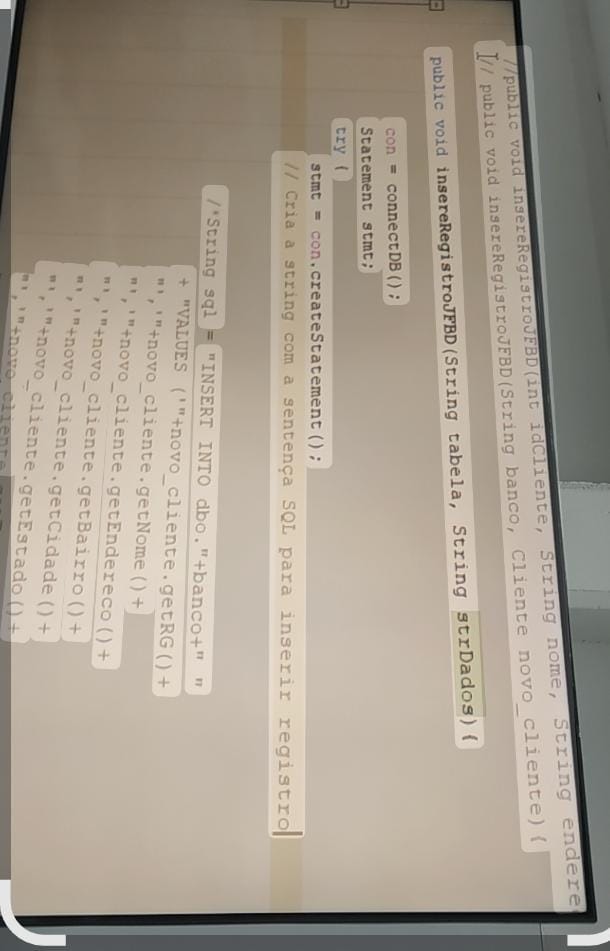 //public void insereRegistroJFBD(int idCliente, String nome, String endere
// public void insereRegistroJFBD(String banco, Cliente novo_cliente){
public void insereRegistroJFBD(String tabela, String strDados){
con = connectDB();
Statement stmt;
try {
stmt = con.createStatement();
// Cria a string com a sentença SQL para inserir registro
/*String sql = "INSERT INTO dbo."+banco+" "
+ "VALUES ('"+novo_cliente.getRG()+
"','"+novo_cliente.getNome()+
"','"+novo_cliente.getEndereco()+
"','"+novo_cliente.getBairro()+
"','"+novo_cliente.getCidade()+
"','"+novo_cliente.getEstado()+
"','"+novo_cliente